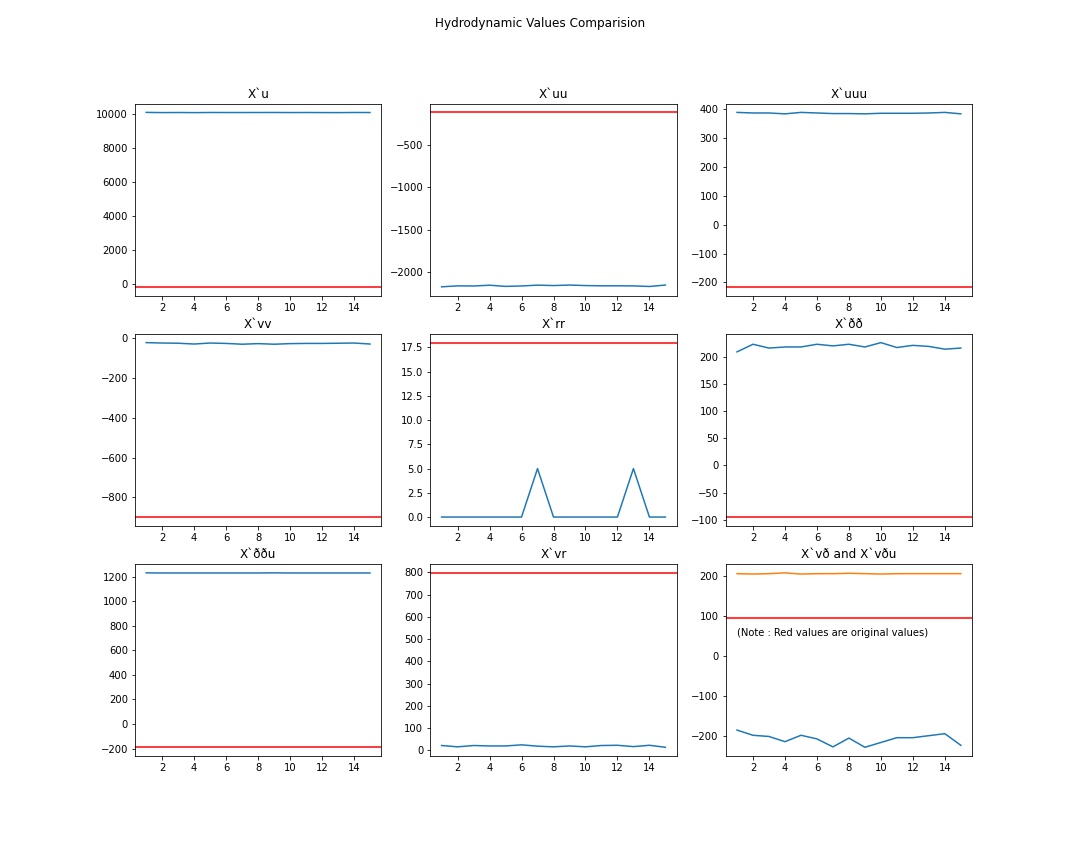 Hydrodynamic Values Comparision
X`u
X`uu
X`uuu
10000
8000
6000
4000
2000
0
2 4 6 8 10 12 14
−500
−1000
−1500
−2000
2 4 6 8 10 12 14
400
300
200
100
0
−100
−200
2 4 6 8 10 12 14
X`vv
X`rr
X`ðð
0
−200
−400
−600
−800
2 4 6 8 10 12 14
17.5
15.0
12.5
10.0
7.5
5.0
2.5
0.0
2 4 6 8 10 12 14
200
150
100
50
0
−50
−100
2 4 6 8 10 12 14
X`ððu
X`vr
X`vð and X`vðu
1200
1000
800
600
400
200
0
−200
2 4 6 8 10 12 14
800
700
600
500
400
300
200
100
0
2 4 6 8 10 12 14
200
100
(Note : Red values are original values)
0
−100
−200
2 4 6 8 10 12 14